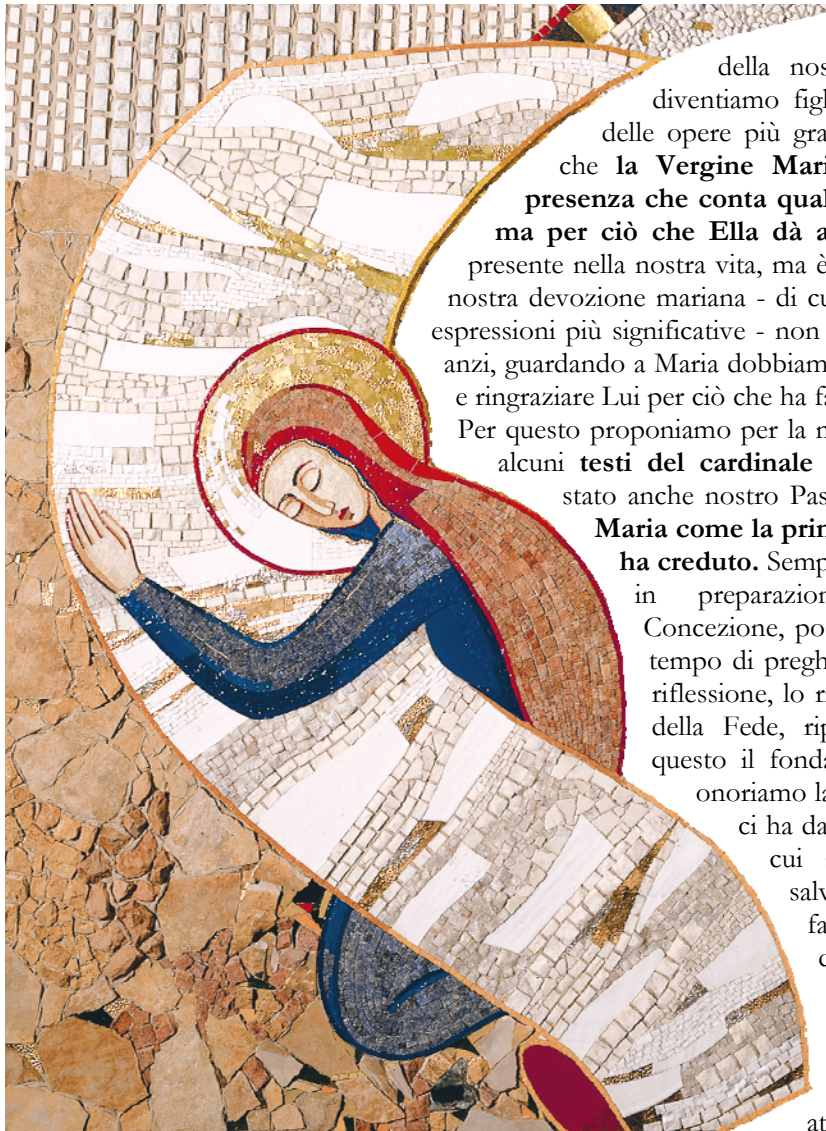 della nos
diventiamo figl
delle opere più gra
che la Vergine Mari
presenza che conta qual
ma per ciò che Ella dà a
presente nella nostra vita, ma è
nostra devozione mariana - di cu
espressioni più significative - non
anzi, guardando a Maria dobbiam
e ringraziare Lui per ciò che ha fa
Per questo proponiamo per la n
alcuni testi del cardinale
stato anche nostro Pas
Maria come la prin
ha creduto. Semp
in preparazion
Concezione, po
tempo di pregh
riflessione, lo r
della Fede, rip
questo il fonda
onoriamo la
ci ha da
cui
salv
fa
c
at